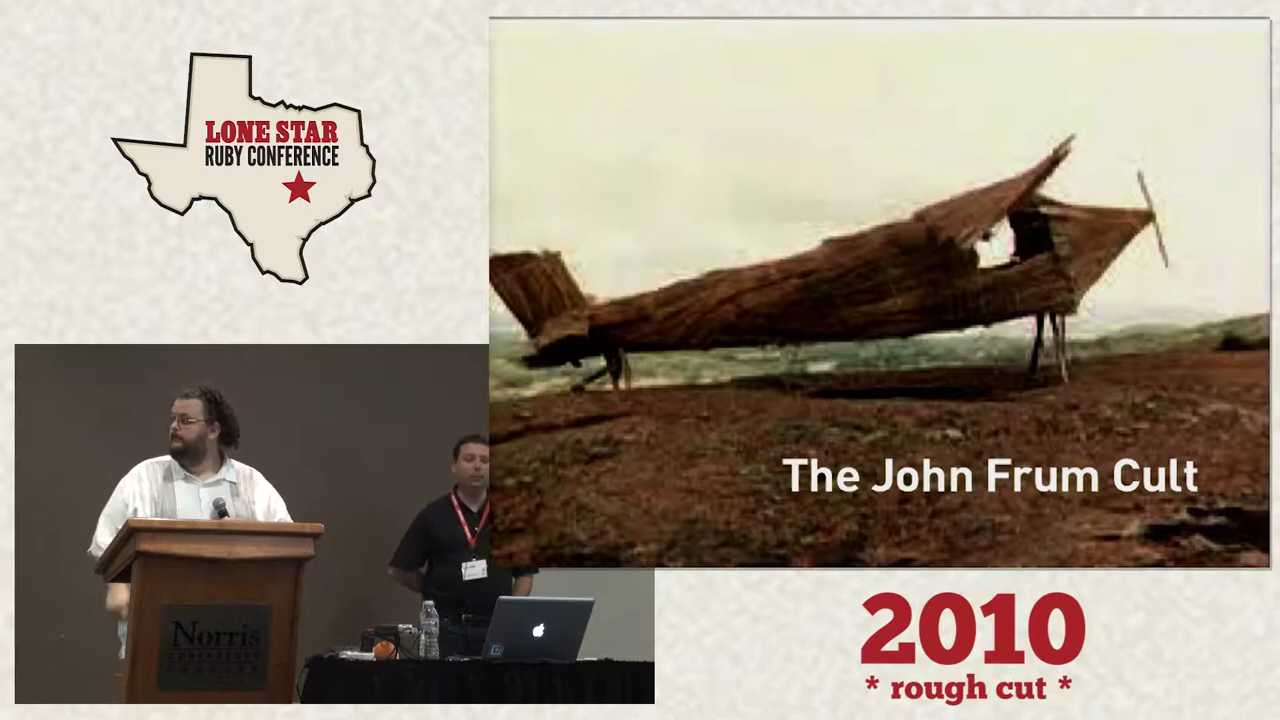 LONE STAR
RUBY CONFERENCE
The John Frum Cult
Norris
2010
* rough cut *